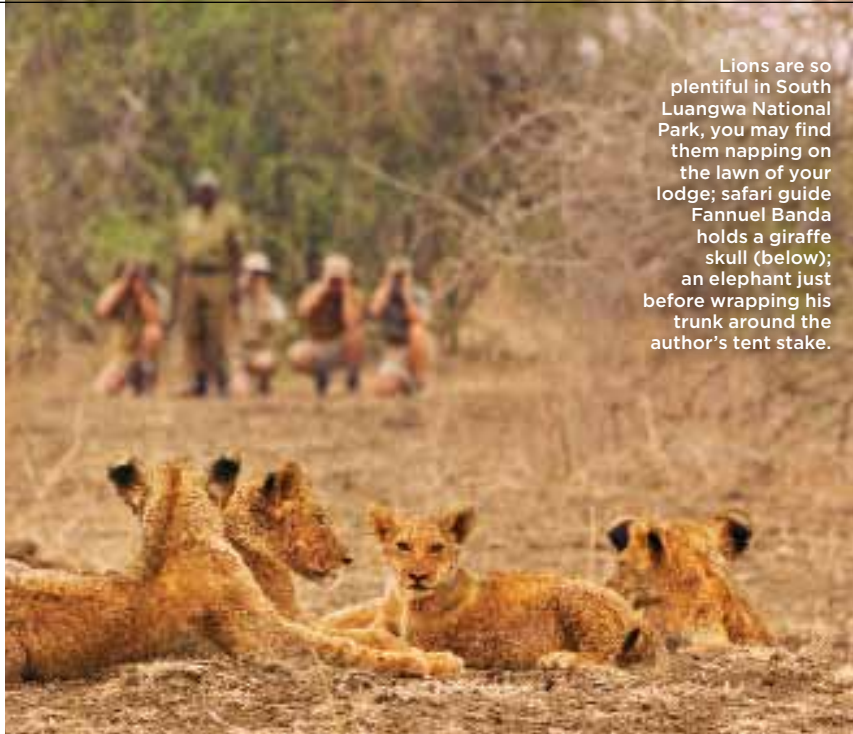 Lions are so
plentiful in South
Luangwa National
Park, you may find
them napping on
the lawn of your
lodge; safari guide
Fannuel Banda
holds a giraffe
skull (below);
an elephant just
before wrapping his
trunk around the
author’s tent stake.